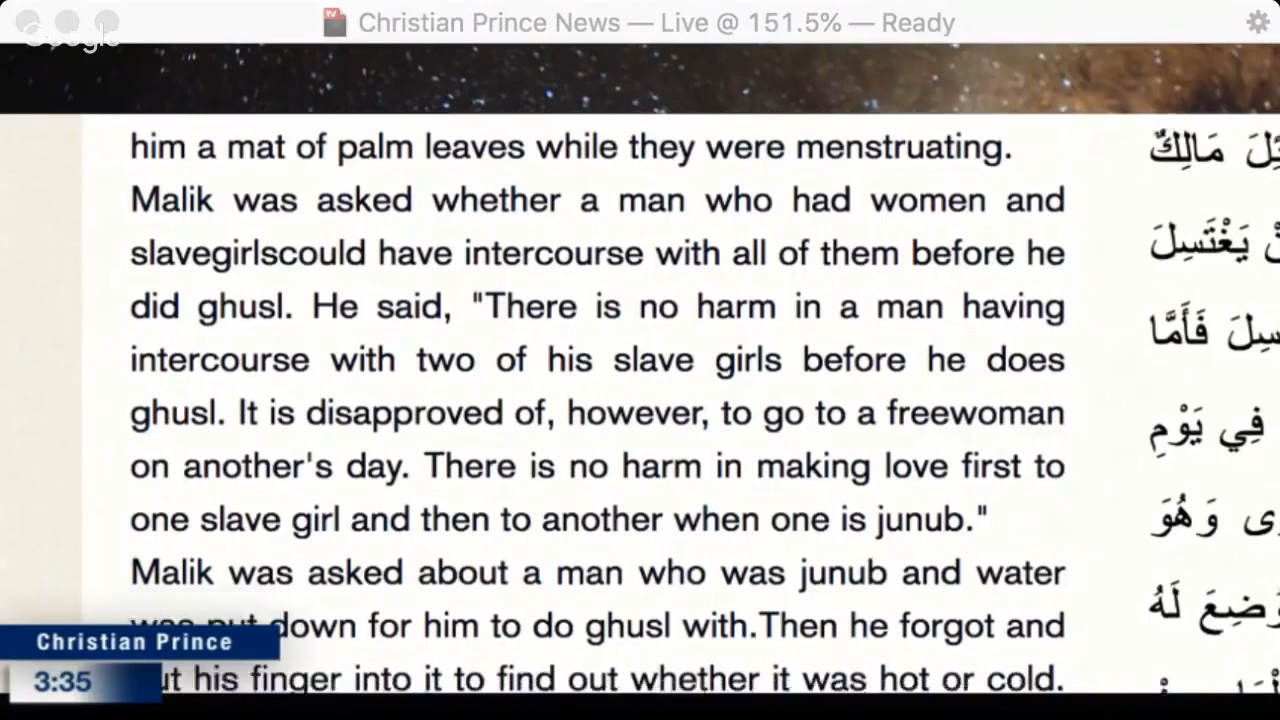 Christian Prince News — Live @ 151.5% — Ready
Google
him a mat of palm leaves while they were menstruating.
Malik was asked whether a man who had women and
slavegirlscould have intercourse with all of them before he
did ghusl. He said, "There is no harm in a man having
intercourse with two of his slave girls before he does
ghusl. It is disapproved of, however, to go to a freewoman
on another's day. There is no harm in making love first to
one slave girl and then to another when one is junub."
Malik was asked about a man who was junub and water
was put down for him to do ghusl with.Then he forgot and
his finger into it to find out whether it was hot or cold.
مَالِكٌ
يَغْتَسِلَ
فَأَمَّا
فِي يَوْمِ
وَهُوَ
لَهُ
Christian Prince
3:35